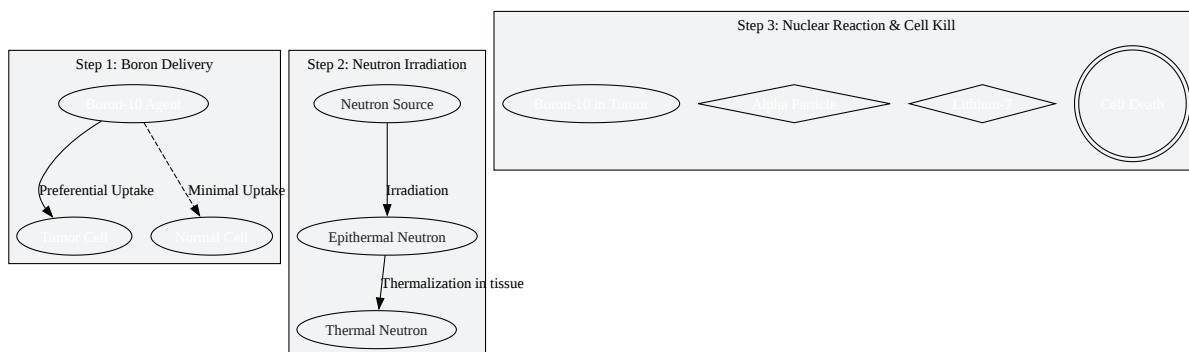 Step 1: Boron Delivery
Boron-10 Agent
Preferential Uptake
Minimal Uptake
Tumor Cell
Normal Cell
Step 2: Neutron Irradiation
Neutron Source
Irradiation
Epithermal Neutron
Thermalization in tissue
Thermal Neutron
Step 3: Nuclear Reaction & Cell Kill
Boron-10 in Tumor
Alpha Particle
Lithium-7
Cell Death